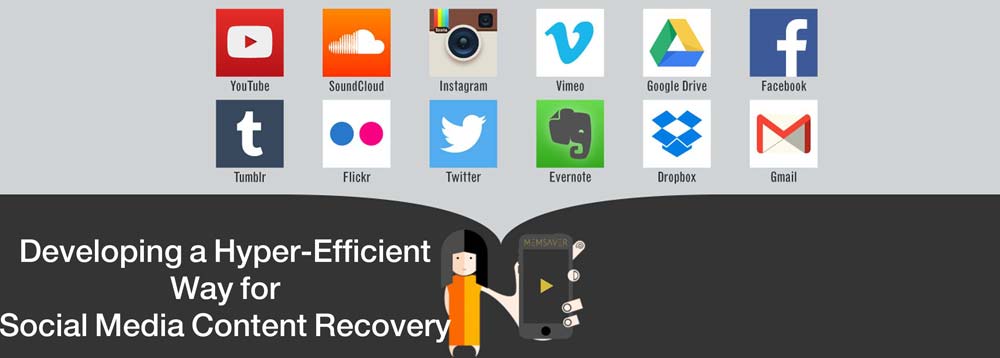 YouTube SoundCloud Instagram Vimeo Google Drive Facebook
Tumblr Flickr Twitter Evernote Dropbox Gmail
MEMSAVER
Developing a Hyper-Efficient
Way for
Social Media Content Recovery